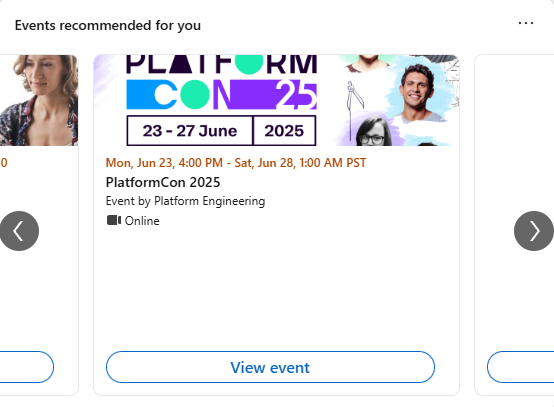 Events recommended for you
PLATFORM
CON 25
23 - 27 June 2025
0
Mon, Jun 23, 4:00 PM - Sat, Jun 28, 1:00 AM PST
PlatformCon 2025
Event by Platform Engineering
Online
View event